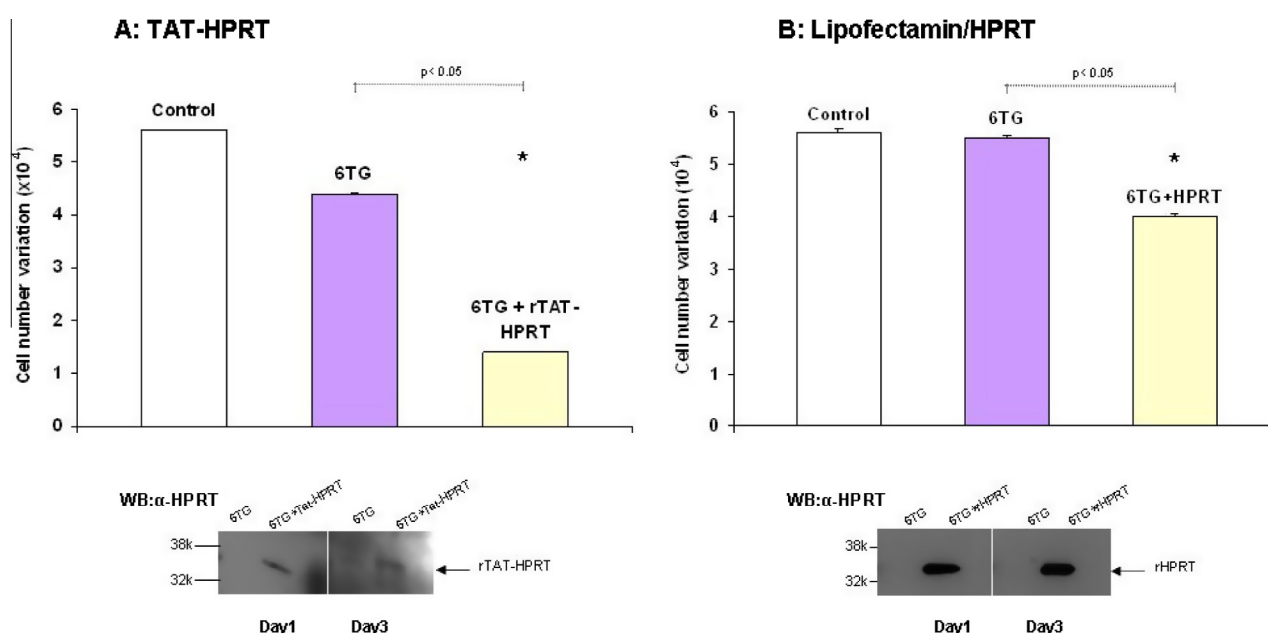 A: TAT-HPRT
p< 0.05
Cell number variation (x10⁴)
6
5
4
3
2
1
0
Control
6TG
*
6TG + rTAT-
HPRT
WB:α-HPRT
6TG
6TG+Tat-HPRT
6TG
6TG+Tat-HPRT
38k
32k
rTAT-HPRT
Day1
Day3
B: Lipofectamin/HPRT
p< 0.05
Cell number variation (10⁴)
6
5
4
3
2
1
0
Control
6TG
*
6TG+HPRT
WB:α-HPRT
6TG
6TG+rHPRT
6TG
6TG+rHPRT
38k
32k
rHPRT
Day1
Day3